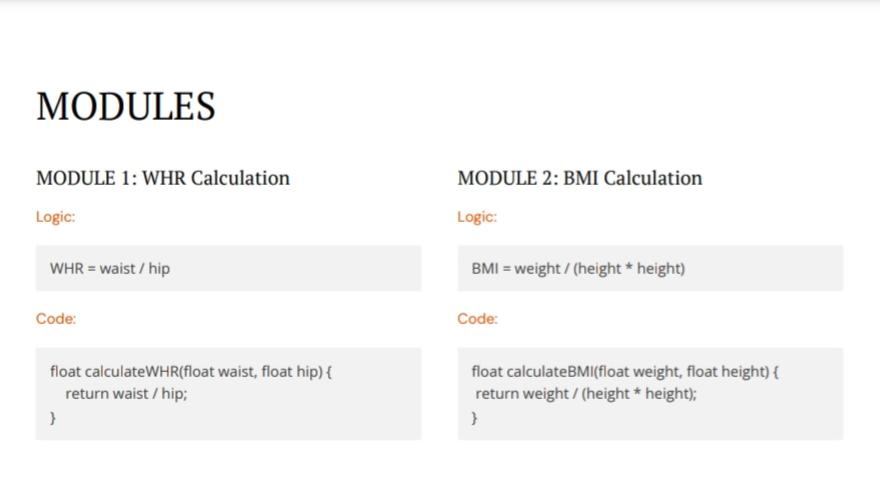 MODULES
MODULE 1: WHR Calculation
Logic:
WHR = waist / hip
Code:
float calculateWHR(float waist, float hip) {
return waist / hip;
}
MODULE 2: BMI Calculation
Logic:
BMI = weight / (height * height)
Code:
float calculateBMI(float weight, float height) {
return weight / (height * height);
}